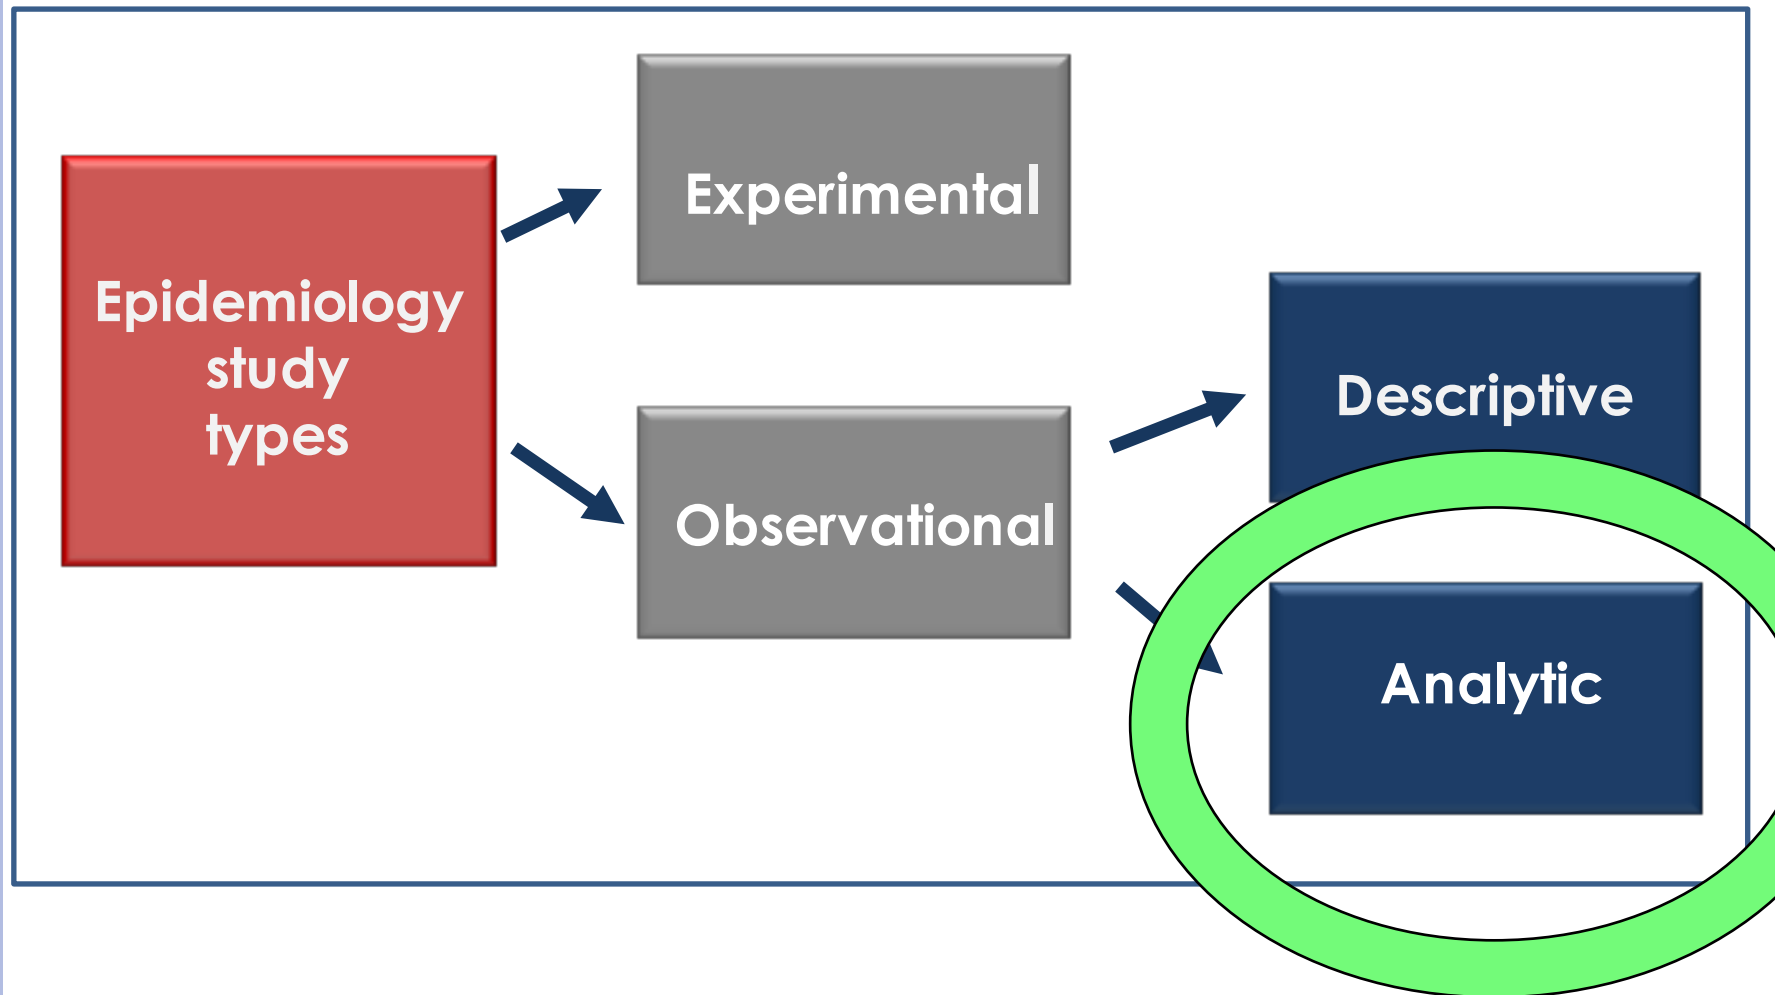 Experimental
Epidemiology
study
types
Descriptive
Observational
Analytic